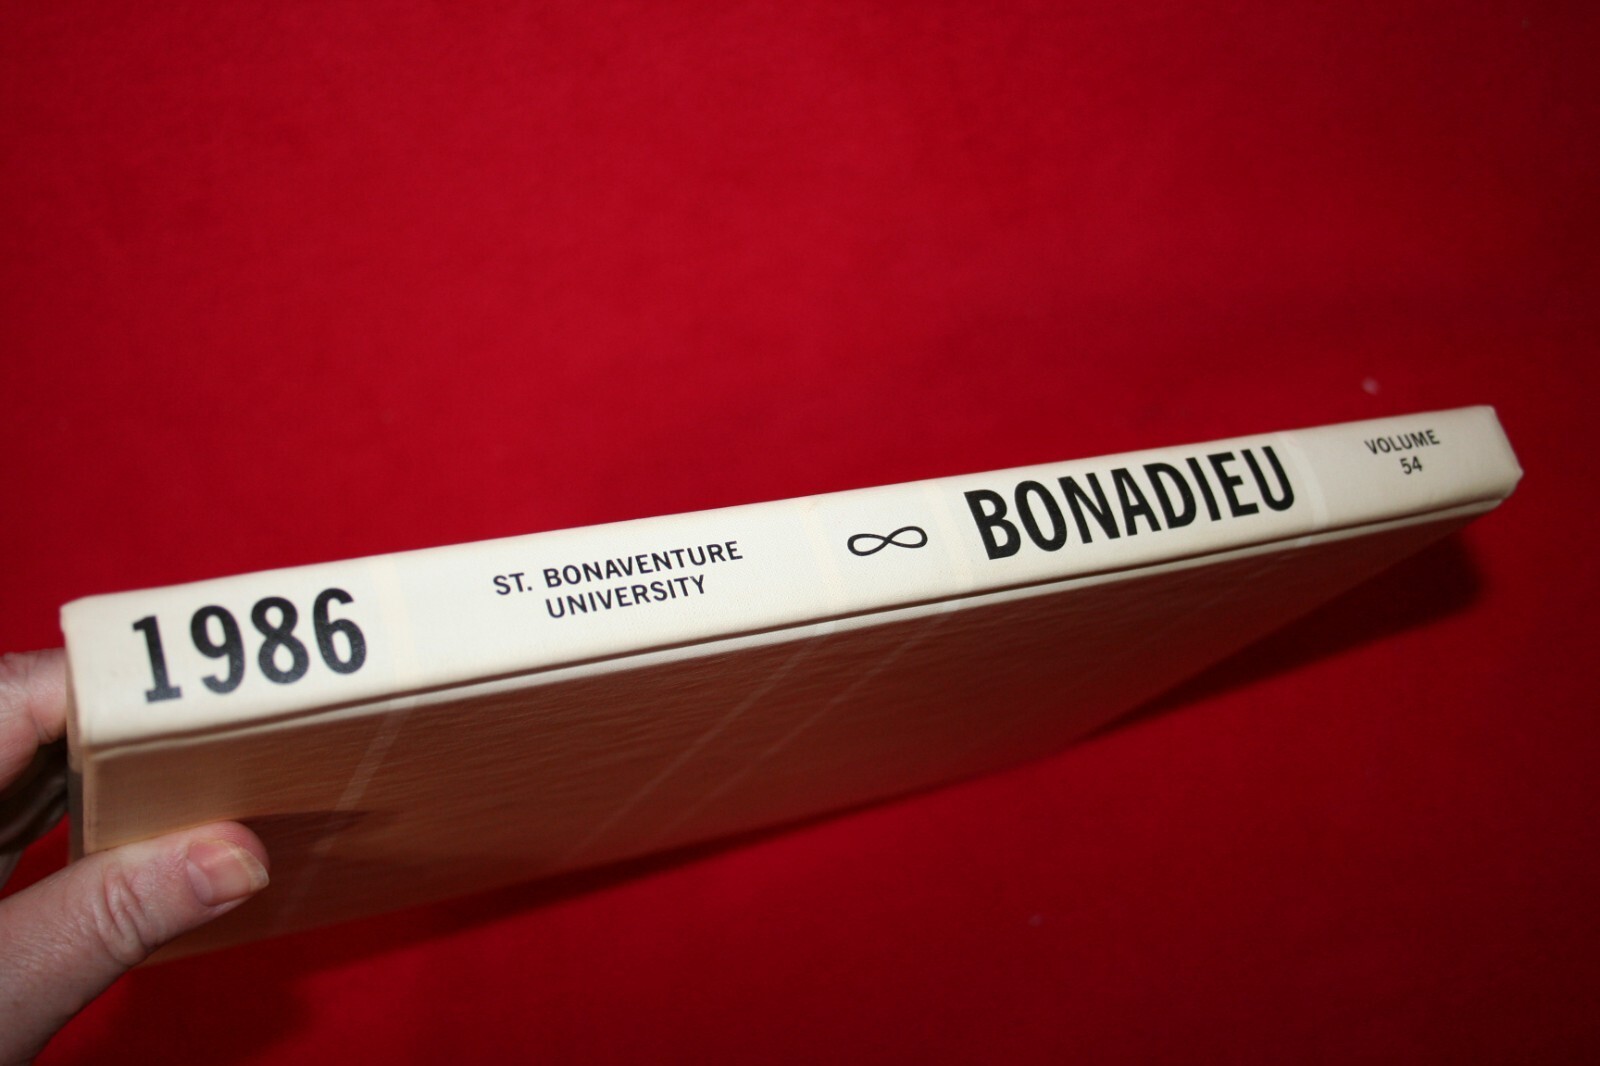 1986
ST. BONAVENTURE
UNIVERSITY
∞
BONADIEU
VOLUME
54